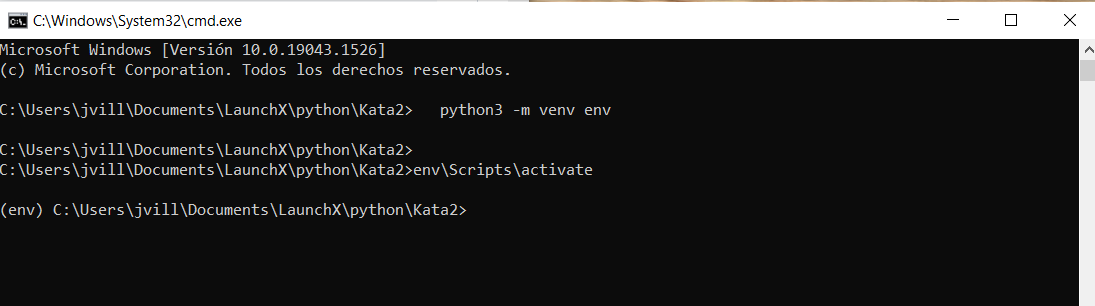 C:\Windows\System32\cmd.exe
Microsoft Windows [Versión 10.0.19043.1526]
(c) Microsoft Corporation. Todos los derechos reservados.
C:\Users\jvill\Documents\LaunchX\python\Kata2>   python3 -m venv env
C:\Users\jvill\Documents\LaunchX\python\Kata2>
C:\Users\jvill\Documents\LaunchX\python\Kata2>env\Scripts\activate
(env) C:\Users\jvill\Documents\LaunchX\python\Kata2>